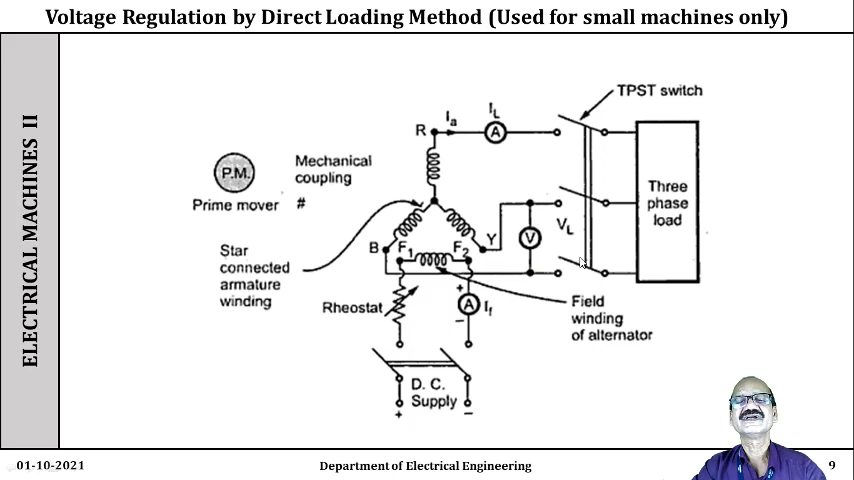 Voltage Regulation by Direct Loading Method (Used for small machines only)
ELECTRICAL MACHINES II
TPST switch
R
Ia
IL
A
P.M.
Prime mover
Mechanical
coupling
#
Three
phase
load
VL
V
Y
B
F1
F2
Star
connected
armature
winding
Rheostat
+
A
If
–
Field
winding
of alternator
D. C.
Supply
+
–
01-10-2021
Department of Electrical Engineering
9